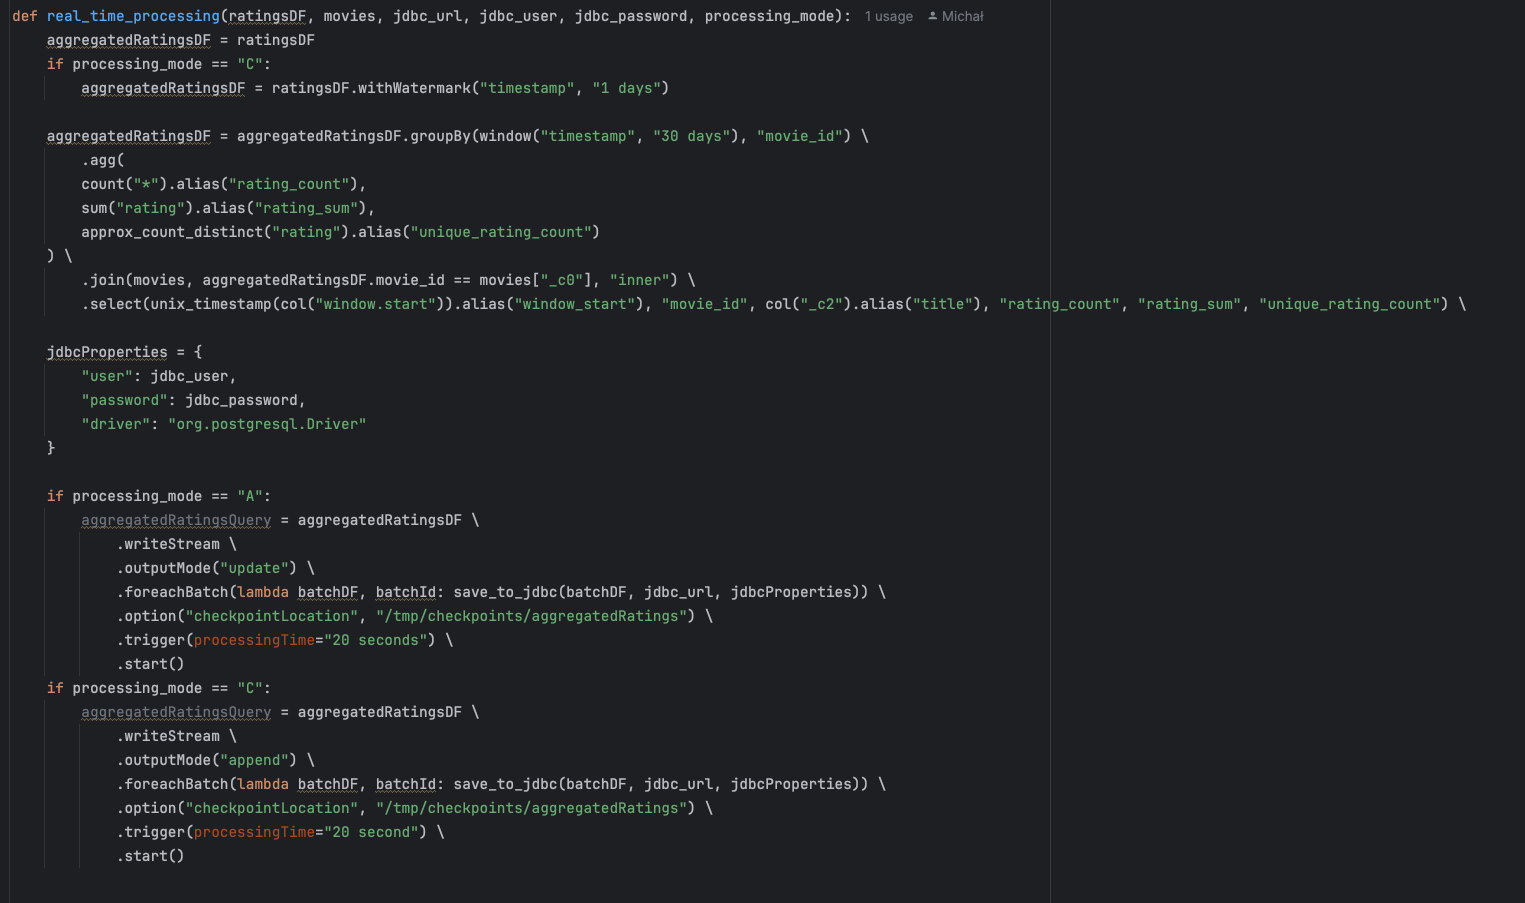 def real_time_processing(ratingsDF, movies, jdbc_url, jdbc_user, jdbc_password, processing_mode):  1 usage  Michał
    aggregatedRatingsDF = ratingsDF
    if processing_mode == "C":
        aggregatedRatingsDF = ratingsDF.withWatermark("timestamp", "1 days")

    aggregatedRatingsDF = aggregatedRatingsDF.groupBy(window("timestamp", "30 days"), "movie_id") \
        .agg(
        count("*").alias("rating_count"),
        sum("rating").alias("rating_sum"),
        approx_count_distinct("rating").alias("unique_rating_count")
    ) \
        .join(movies, aggregatedRatingsDF.movie_id == movies["_c0"], "inner") \
        .select(unix_timestamp(col("window.start")).alias("window_start"), "movie_id", col("_c2").alias("title"), "rating_count", "rating_sum", "unique_rating_count") \

    jdbcProperties = {
        "user": jdbc_user,
        "password": jdbc_password,
        "driver": "org.postgresql.Driver"
    }

    if processing_mode == "A":
        aggregatedRatingsQuery = aggregatedRatingsDF \
            .writeStream \
            .outputMode("update") \
            .foreachBatch(lambda batchDF, batchId: save_to_jdbc(batchDF, jdbc_url, jdbcProperties)) \
            .option("checkpointLocation", "/tmp/checkpoints/aggregatedRatings") \
            .trigger(processingTime="20 seconds") \
            .start()
    if processing_mode == "C":
        aggregatedRatingsQuery = aggregatedRatingsDF \
            .writeStream \
            .outputMode("append") \
            .foreachBatch(lambda batchDF, batchId: save_to_jdbc(batchDF, jdbc_url, jdbcProperties)) \
            .option("checkpointLocation", "/tmp/checkpoints/aggregatedRatings") \
            .trigger(processingTime="20 second") \
            .start()